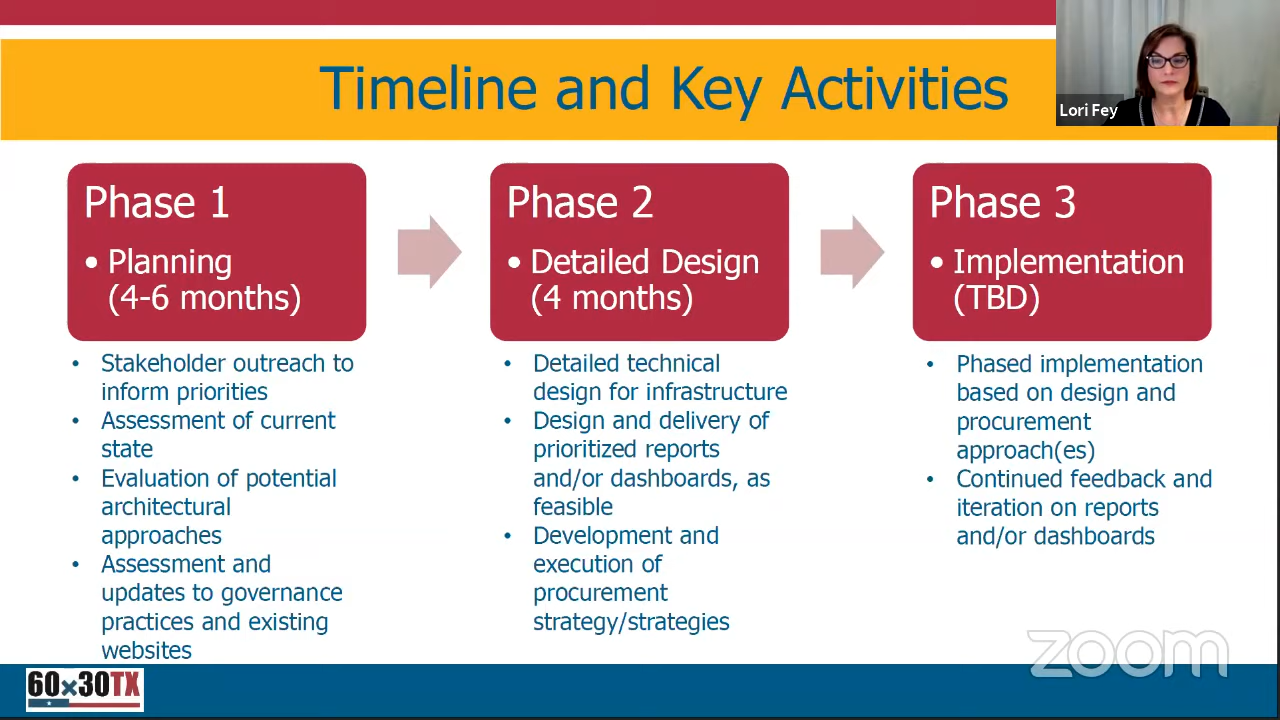 Timeline and Key Activities
Lori Fey
Phase 1
• Planning
(4-6 months)
• Stakeholder outreach to
inform priorities
• Assessment of current
state
• Evaluation of potential
architectural
approaches
• Assessment and
updates to governance
practices and existing
websites
Phase 2
• Detailed Design
(4 months)
• Detailed technical
design for infrastructure
• Design and delivery of
prioritized reports
and/or dashboards, as
feasible
• Development and
execution of
procurement
strategy/strategies
Phase 3
• Implementation
(TBD)
• Phased implementation
based on design and
procurement
approach(es)
• Continued feedback and
iteration on reports
and/or dashboards
zoom
60x30TX